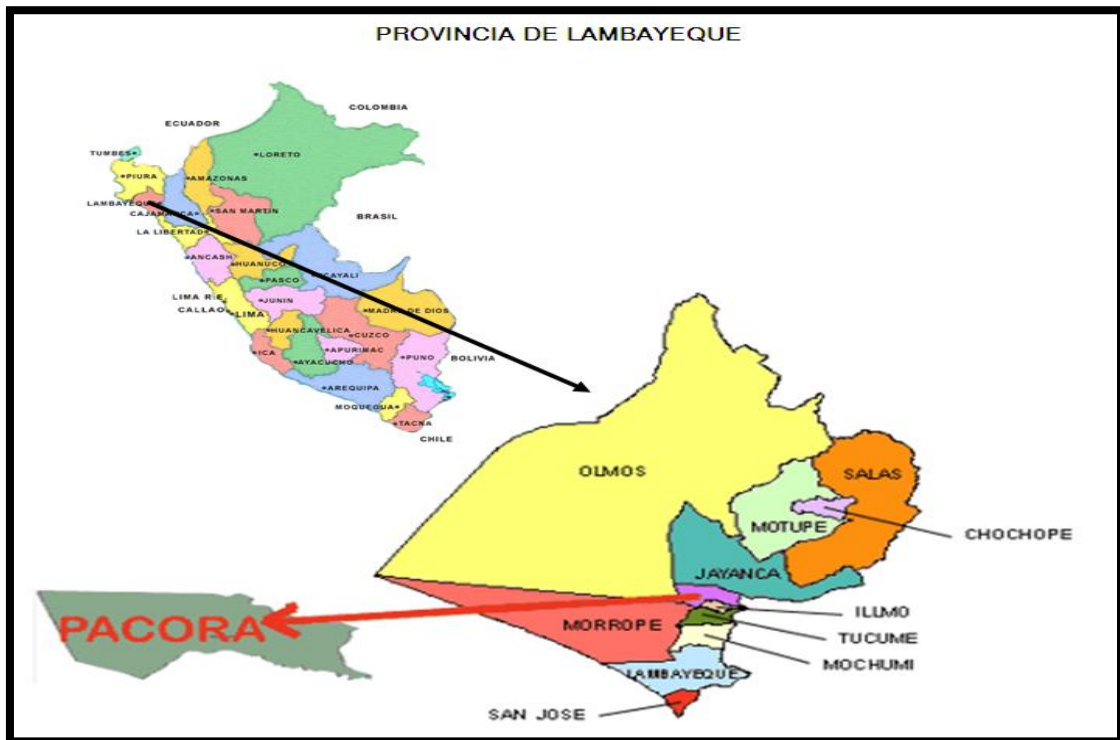 PROVINCIA DE LAMBAYEQUE
COLOMBIA
ECUADOR
TUMBES
LORETO
PIURA
AMAZONAS
LAMBAYEQUE
CAJAMARCA
SAN MARTIN
BRASIL
LA LIBERTAD
ANCASH
HUANUCO
UCAYALI
PASCO
LIMA R.E.
JUNIN
CALLAO
LIMA
MADRE DE DIOS
HUANCAVELICA
CUZCO
ICA
APURIMAC
PUNO
BOLIVIA
AYACUCHO
AREQUIPA
MOQUEGUA
TACNA
CHILE
OLMOS
SALAS
MOTUPE
CHOCHOPE
JAYANCA
ILLMO
PACORA
MORROPE
TUCUME
MOCHUMI
LAMBAYEQUE
SAN JOSE